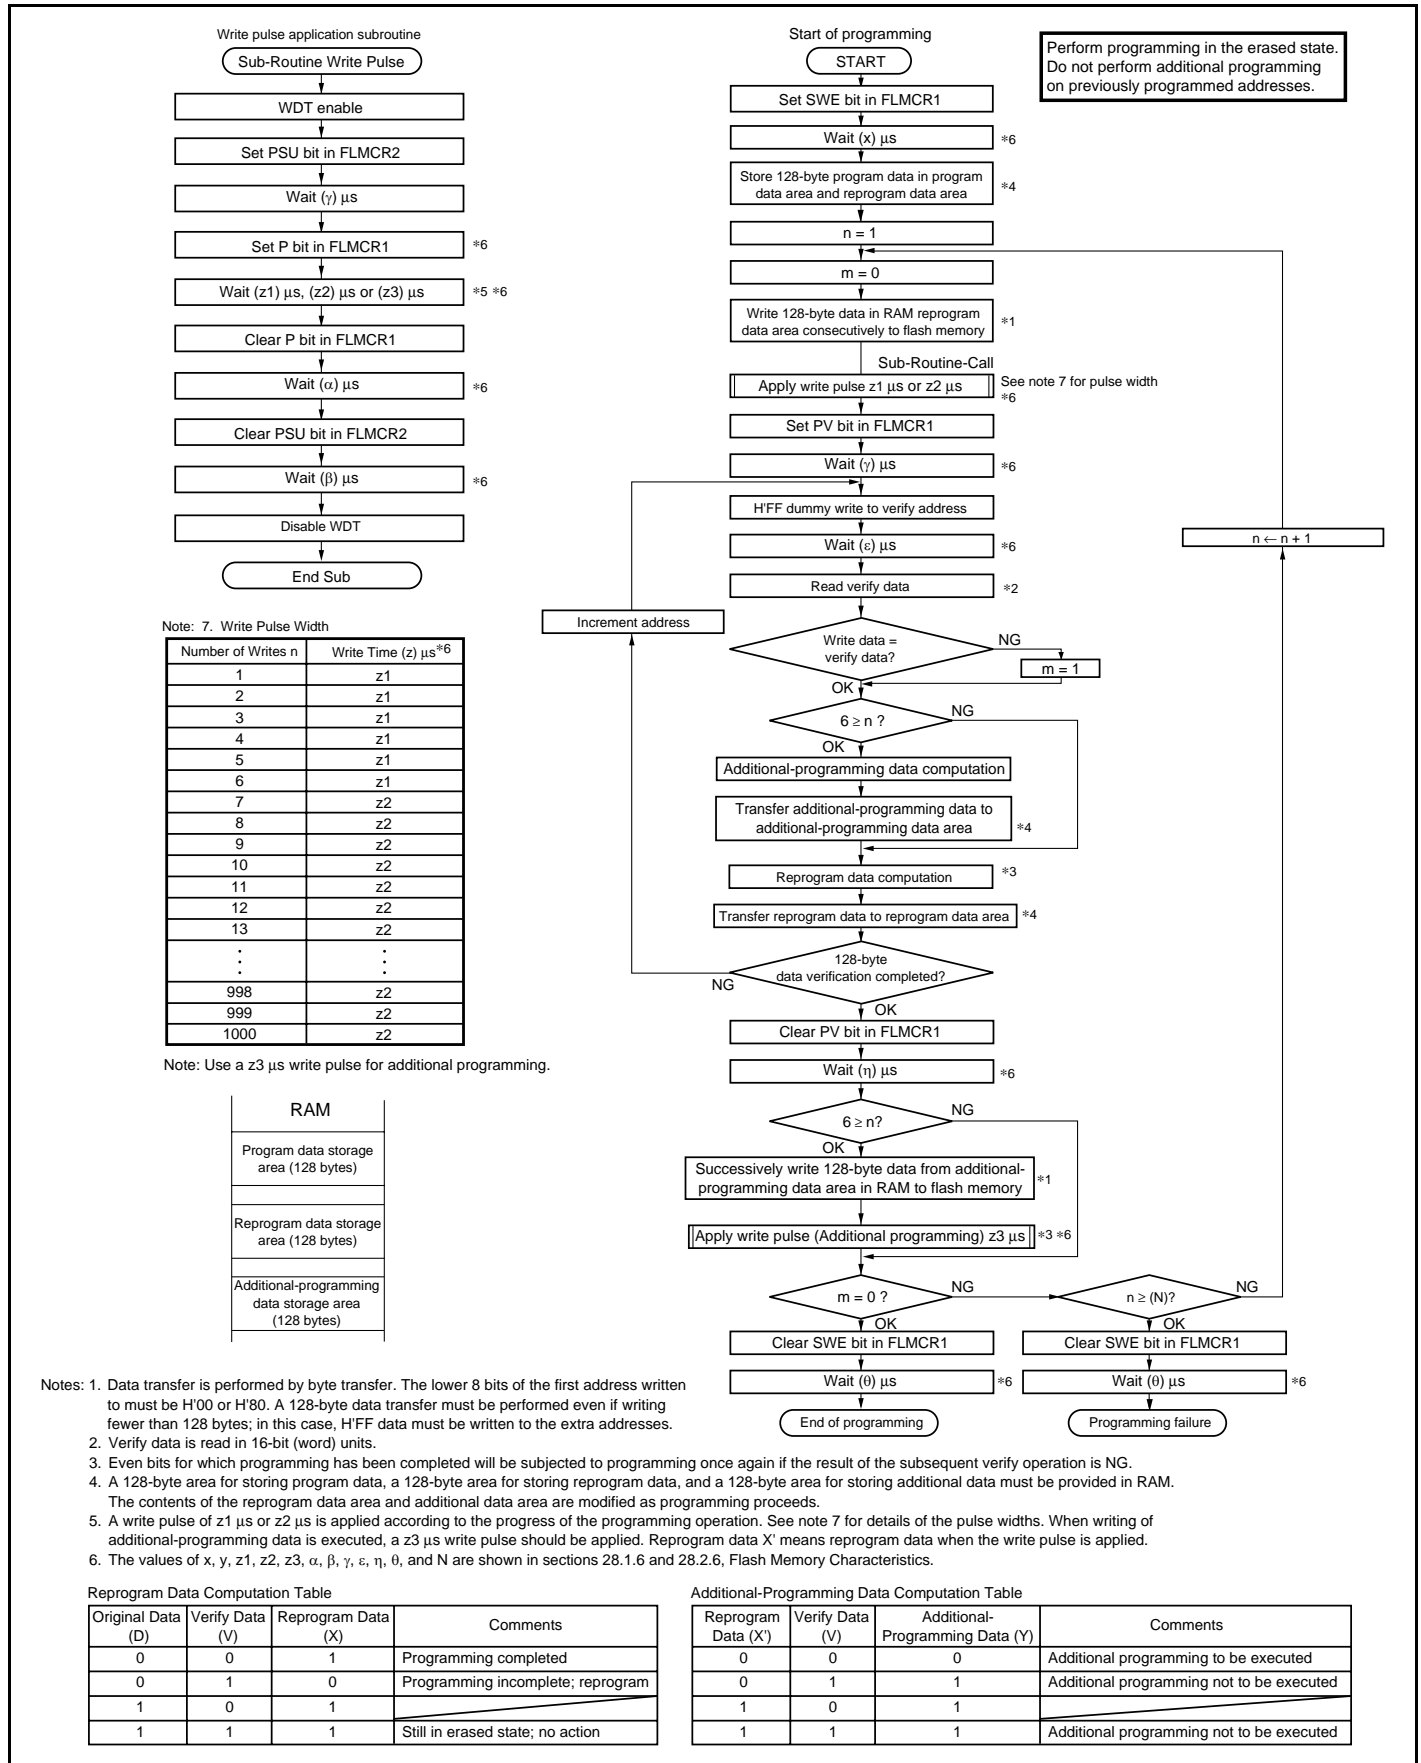 Write pulse application subroutine
Sub-Routine Write Pulse
WDT enable
Set PSU bit in FLMCR2
Wait (γ) μs
Set P bit in FLMCR1
*6
Wait (z1) μs, (z2) μs or (z3) μs
*5 *6
Clear P bit in FLMCR1
Wait (α) μs
*6
Clear PSU bit in FLMCR2
Wait (β) μs
*6
Disable WDT
End Sub
Note: 7. Write Pulse Width
Number of Writes n Write Time (z) μs*6
1 z1
2 z1
3 z1
4 z1
5 z1
6 z1
7 z2
8 z2
9 z2
10 z2
11 z2
12 z2
13 z2
998 z2
999 z2
1000 z2
Note: Use a z3 μs write pulse for additional programming.
RAM
Program data storage
area (128 bytes)
Reprogram data storage
area (128 bytes)
Additional-programming
data storage area
(128 bytes)
Start of programming
START
Perform programming in the erased state.
Do not perform additional programming
on previously programmed addresses.
Set SWE bit in FLMCR1
Wait (x) μs
*6
Store 128-byte program data in program
data area and reprogram data area
*4
n = 1
m = 0
Write 128-byte data in RAM reprogram
data area consecutively to flash memory
*1
Sub-Routine-Call
Apply write pulse z1 μs or z2 μs
See note 7 for pulse width
*6
Set PV bit in FLMCR1
Wait (γ) μs
*6
H'FF dummy write to verify address
Wait (ε) μs
*6
n ← n + 1
Read verify data
*2
Increment address
Write data =
verify data?
NG
m = 1
OK
6 ≥ n ?
NG
OK
Additional-programming data computation
Transfer additional-programming data to
additional-programming data area
*4
Reprogram data computation
*3
Transfer reprogram data to reprogram data area
*4
128-byte
data verification completed?
NG
OK
Clear PV bit in FLMCR1
Wait (η) μs
*6
6 ≥ n?
NG
OK
Successively write 128-byte data from additional-
programming data area in RAM to flash memory
*1
Apply write pulse (Additional programming) z3 μs
*3 *6
m = 0 ?
NG
n ≥ (N)?
NG
OK
OK
Clear SWE bit in FLMCR1
Clear SWE bit in FLMCR1
Wait (θ) μs
*6
Wait (θ) μs
*6
End of programming
Programming failure
Notes: 1. Data transfer is performed by byte transfer. The lower 8 bits of the first address written
to must be H'00 or H'80. A 128-byte data transfer must be performed even if writing
fewer than 128 bytes; in this case, H'FF data must be written to the extra addresses.
2. Verify data is read in 16-bit (word) units.
3. Even bits for which programming has been completed will be subjected to programming once again if the result of the subsequent verify operation is NG.
4. A 128-byte area for storing program data, a 128-byte area for storing reprogram data, and a 128-byte area for storing additional data must be provided in RAM.
The contents of the reprogram data area and additional data area are modified as programming proceeds.
5. A write pulse of z1 μs or z2 μs is applied according to the progress of the programming operation. See note 7 for details of the pulse widths. When writing of
additional-programming data is executed, a z3 μs write pulse should be applied. Reprogram data X' means reprogram data when the write pulse is applied.
6. The values of x, y, z1, z2, z3, α, β, γ, ε, η, θ, and N are shown in sections 28.1.6 and 28.2.6, Flash Memory Characteristics.
Reprogram Data Computation Table
Original Data (D) Verify Data (V) Reprogram Data (X) Comments
0 0 1 Programming completed
0 1 0 Programming incomplete; reprogram
1 0 1
1 1 1 Still in erased state; no action
Additional-Programming Data Computation Table
Reprogram Data (X') Verify Data (V) Additional-Programming Data (Y) Comments
0 0 0 Additional programming to be executed
0 1 1 Additional programming not to be executed
1 0 1
1 1 1 Additional programming not to be executed